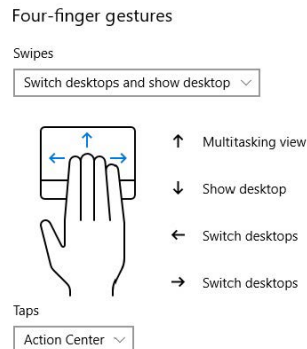 Four-finger gestures
Swipes
Switch desktops and show desktop
Multitasking view
Show desktop
Switch desktops
Switch desktops
Taps
Action Center